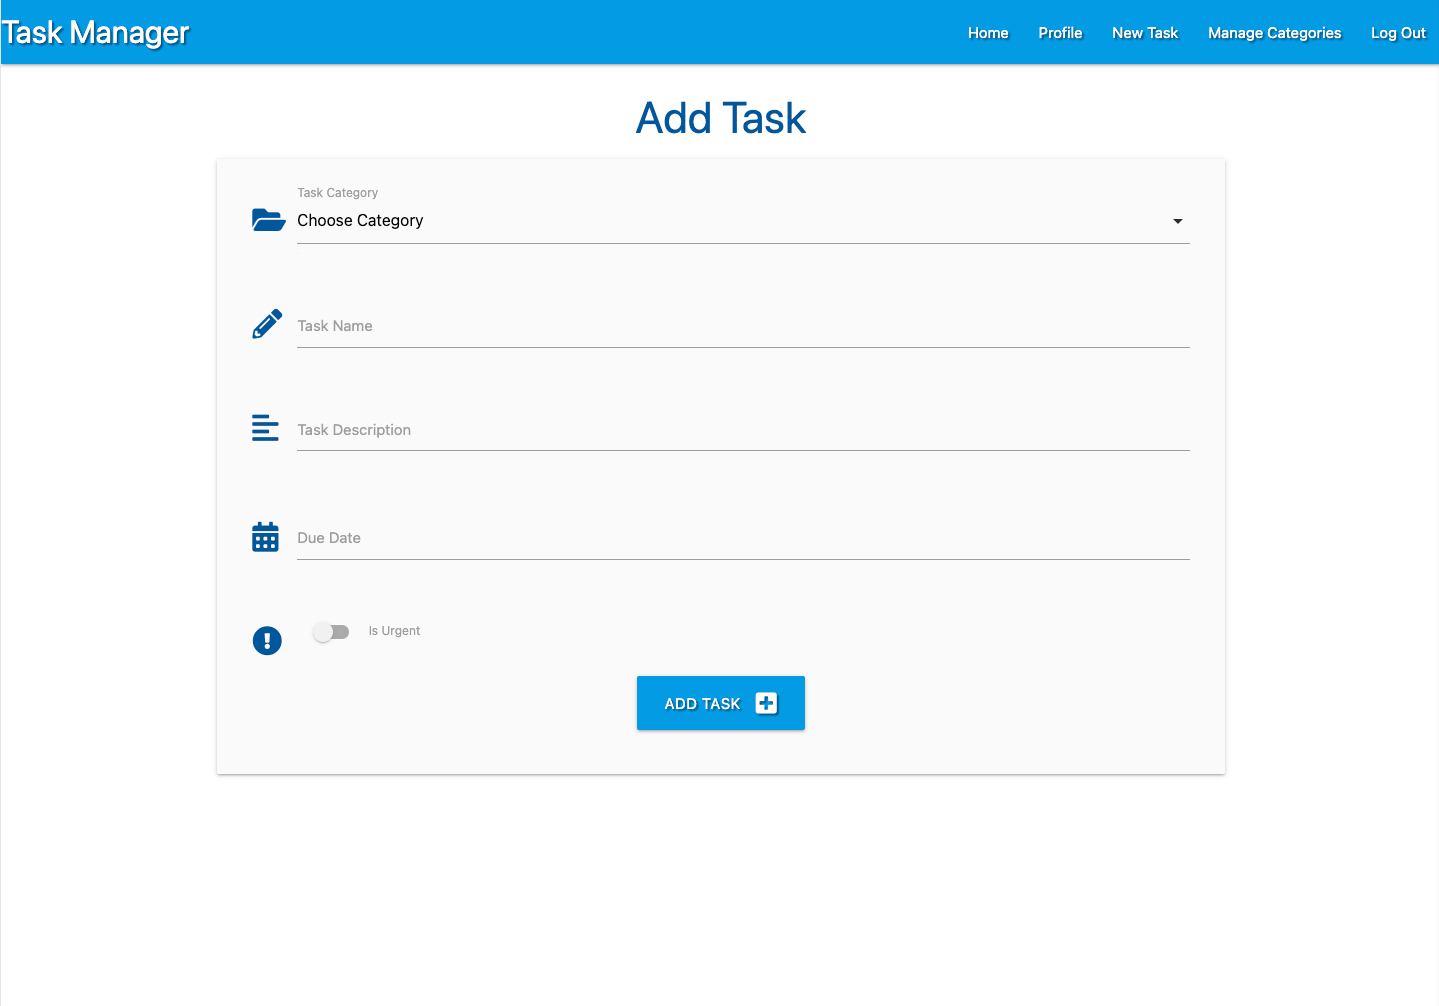 Task Manager
Home Profile New Task Manage Categories Log Out
Add Task
Task Category
Choose Category
Task Name
Task Description
Due Date
Is Urgent
ADD TASK